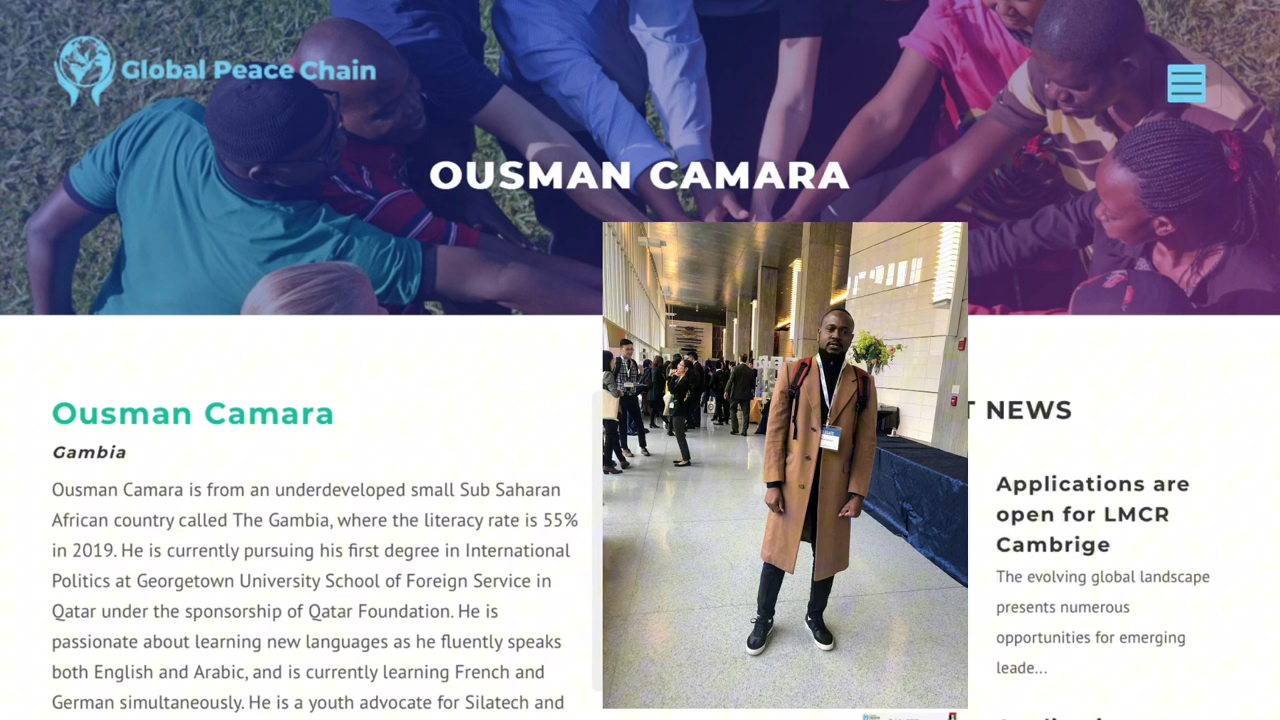 Global Peace Chain
OUSMAN CAMARA
Ousman Camara
Gambia
Ousman Camara is from an underdeveloped small Sub Saharan
African country called The Gambia, where the literacy rate is 55%
in 2019. He is currently pursuing his first degree in International
Politics at Georgetown University School of Foreign Service in
Qatar under the sponsorship of Qatar Foundation. He is
passionate about learning new languages as he fluently speaks
both English and Arabic, and is currently learning French and
German simultaneously. He is a youth advocate for Silatech and
NEWS
Applications are
open for LMCR
Cambrige
The evolving global landscape
presents numerous
opportunities for emerging
leade...